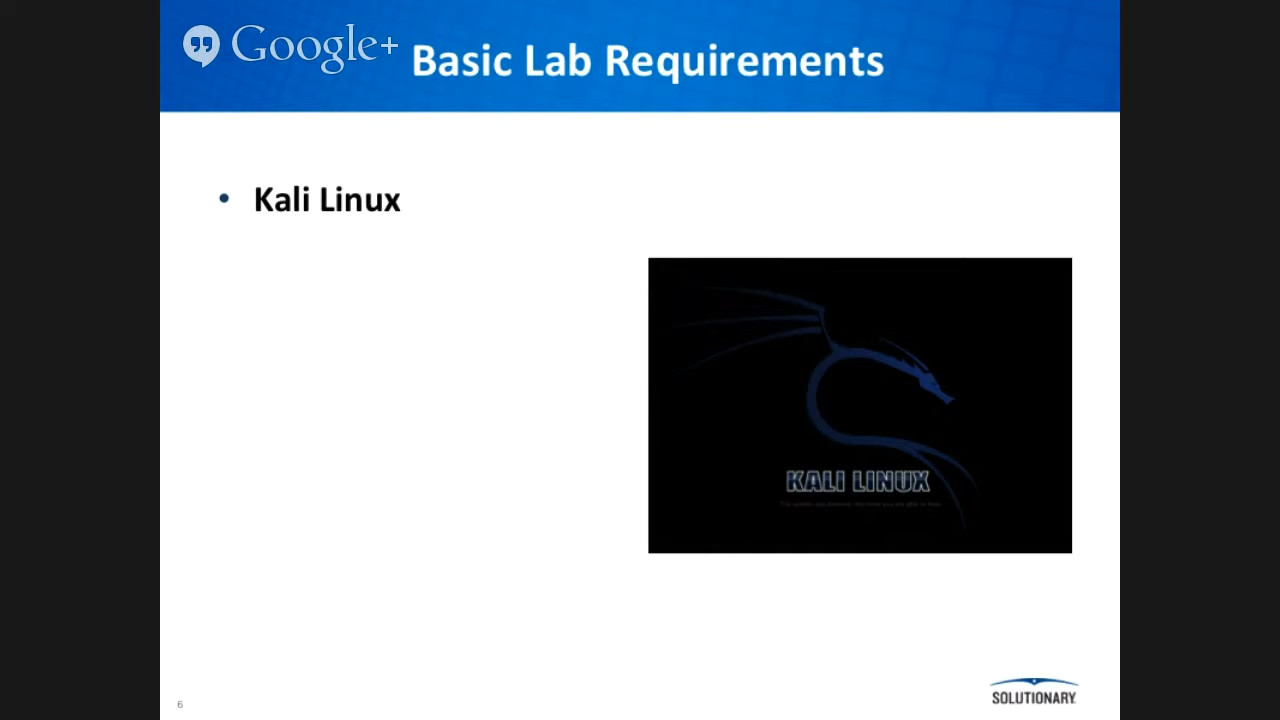 Google+
Basic Lab Requirements
• Kali Linux
KALI LINUX
6
SOLUTIONARY